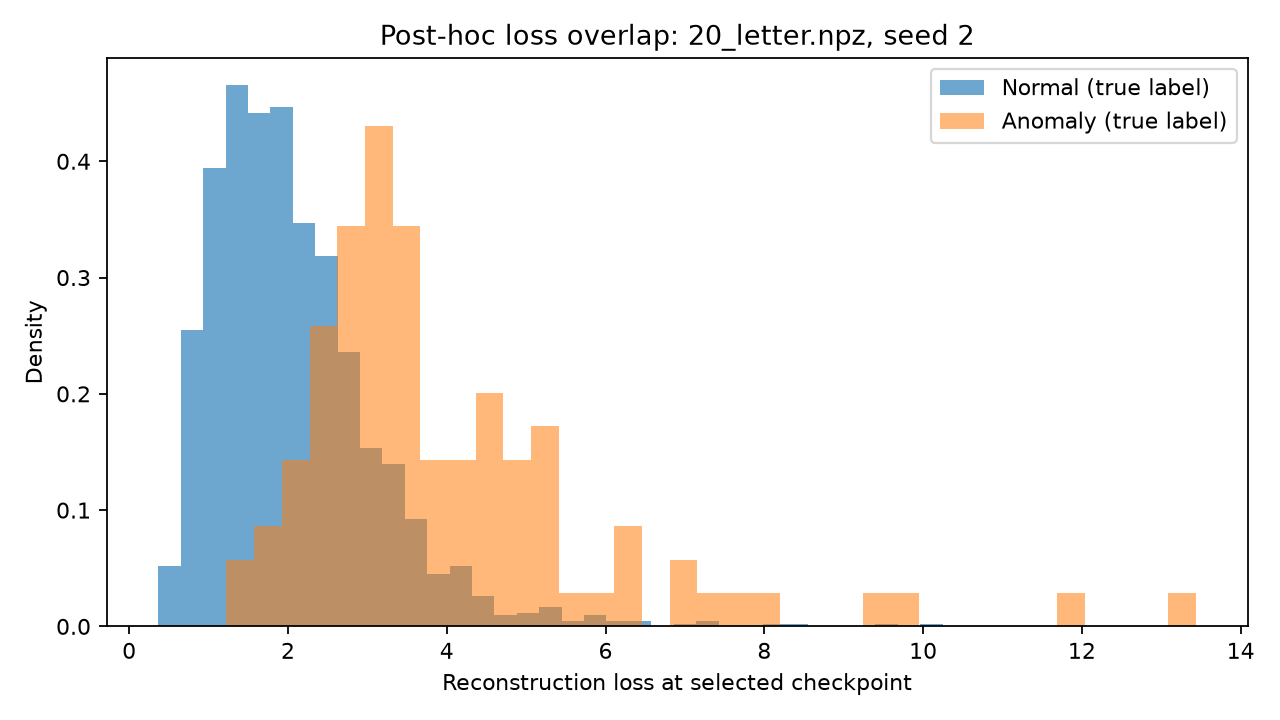 Post-hoc loss overlap: 20_letter.npz, seed 2
Normal (true label)
Anomaly (true label)
Density
0.4
0.3
0.2
0.1
0.0
0 2 4 6 8 10 12 14
Reconstruction loss at selected checkpoint